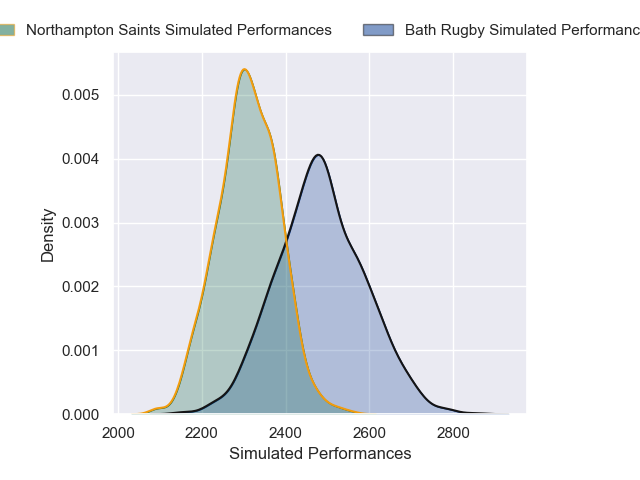 Northampton Saints Simulated Performances
Bath Rugby Simulated Performanc
0.005
0.004
0.003
0.002
0.001
0.000
Density
2000 2200 2400 2600 2800
Simulated Performances